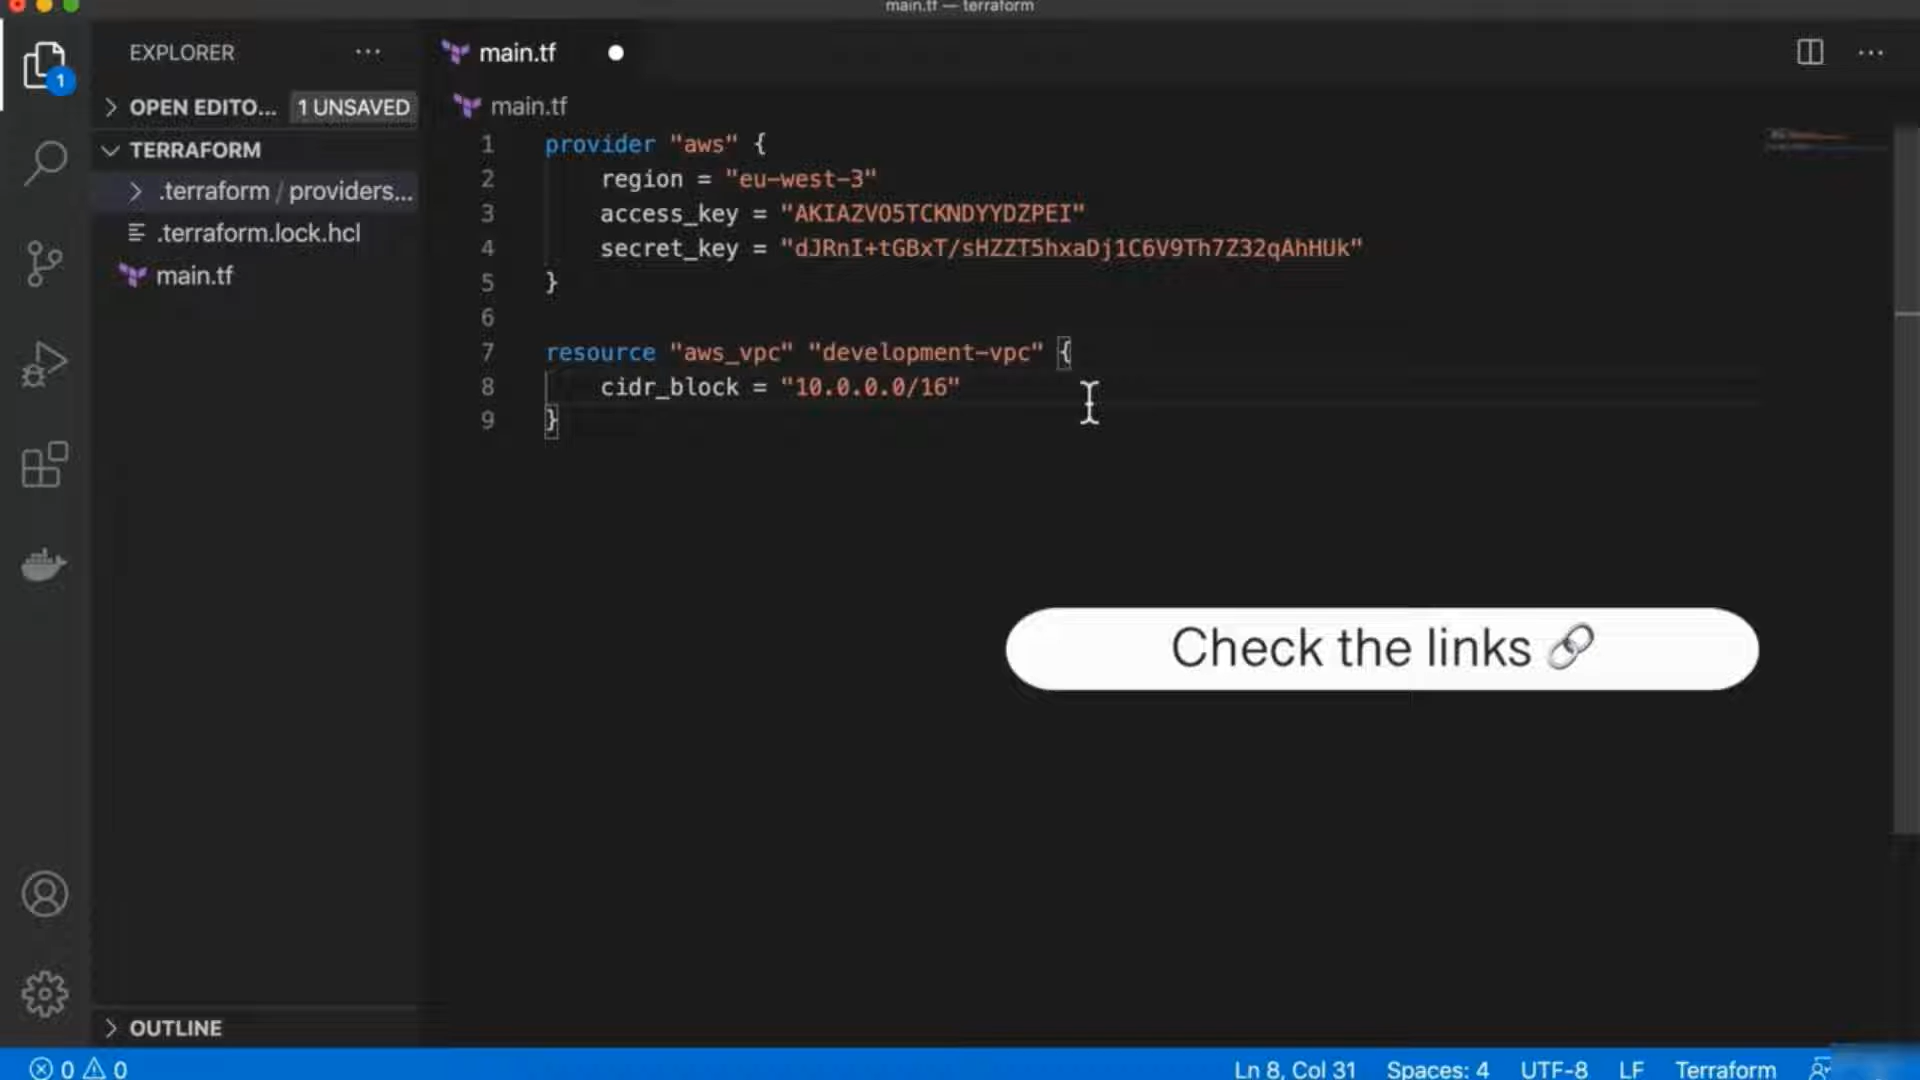 main.tf — terraform
EXPLORER
main.tf
1
OPEN EDITO... 1 UNSAVED
main.tf
TERRAFORM
.terraform / providers...
.terraform.lock.hcl
main.tf
1 provider "aws" {
2 region = "eu-west-3"
3 access_key = "AKIAZVO5TCKNDYYDZPEI"
4 secret_key = "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"
5 }
6
7 resource "aws_vpc" "development-vpc" {
8 cidr_block = "10.0.0.0/16"
9 }
Check the links
OUTLINE
0 0 Ln 8, Col 31 Spaces: 4 UTF-8 LF Terraform